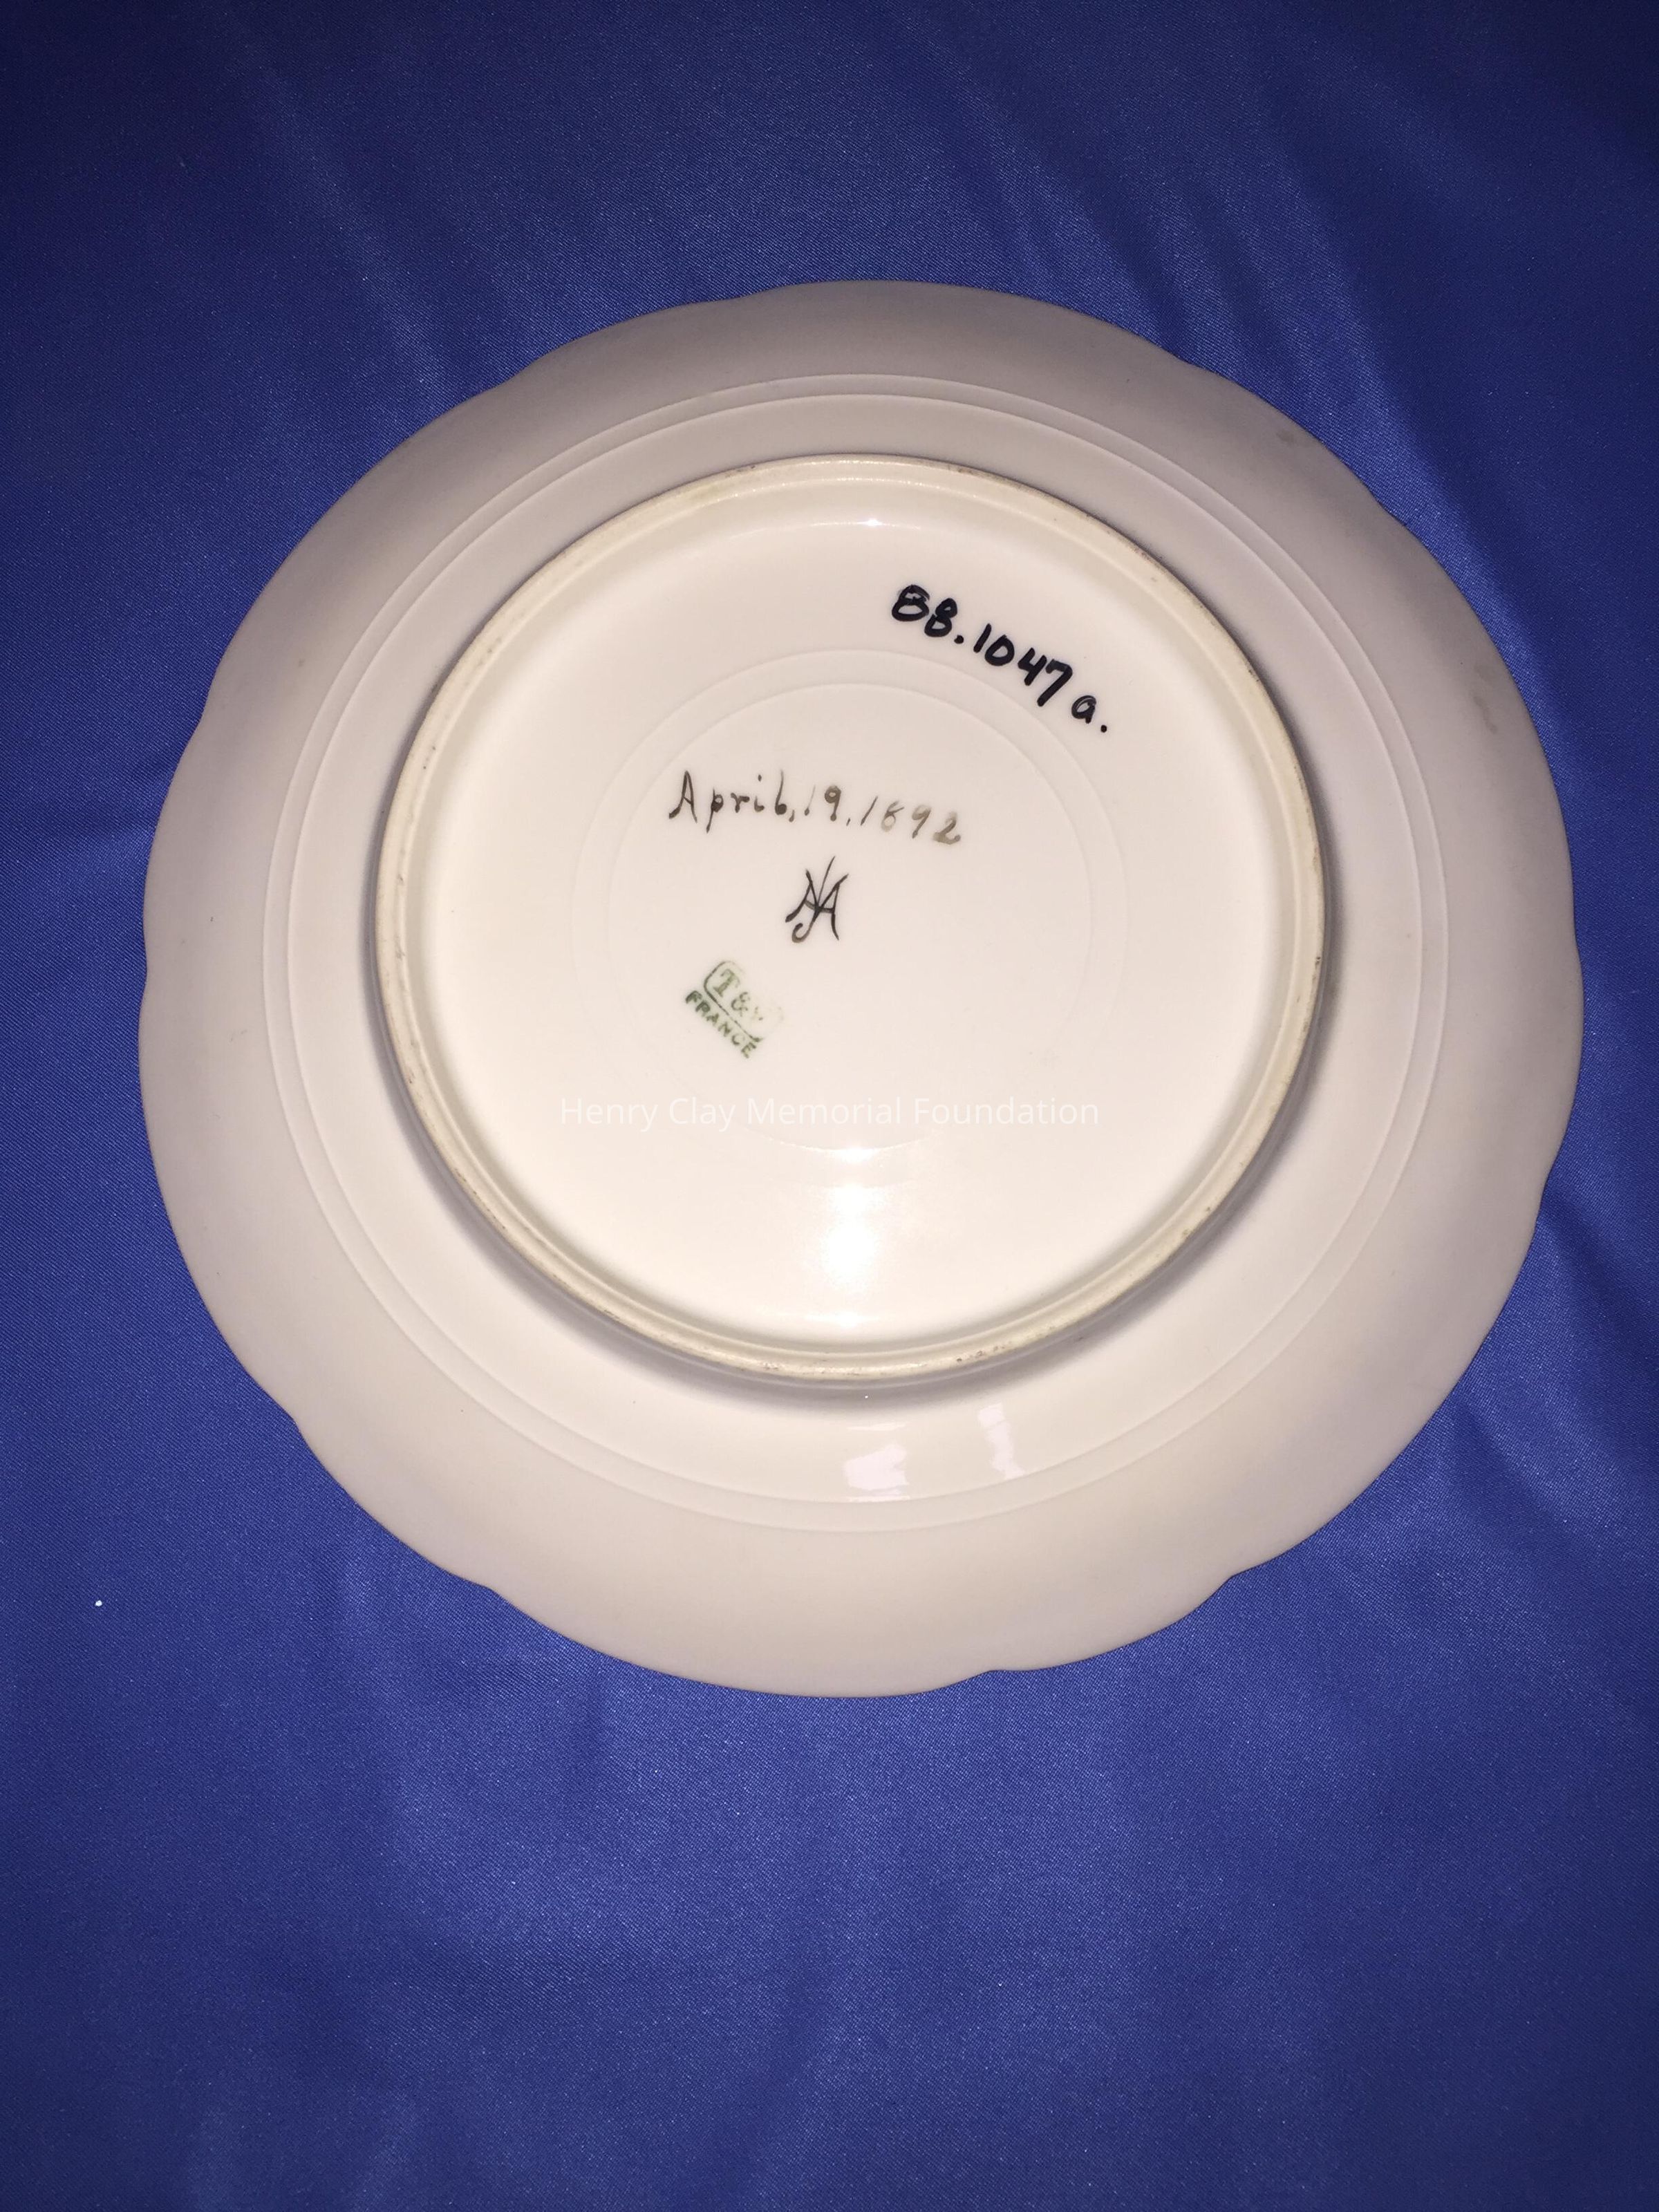 88.1047a.
April, 19, 1892
T&V
FRANCE
Henry Clay Memorial Foundation